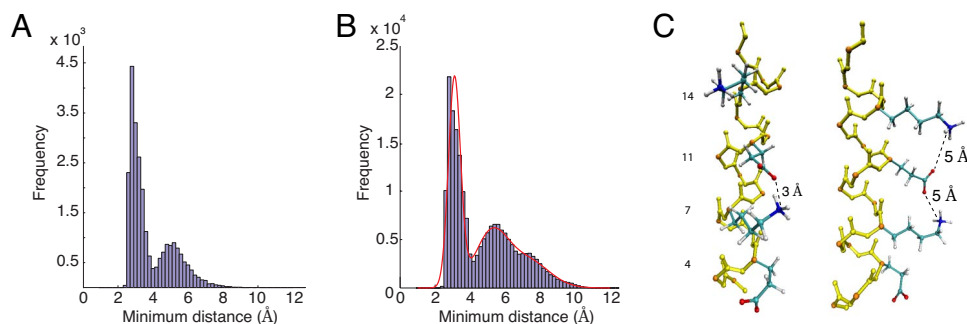 A
x 10³
4.5
3.5
2.5
1.5
0.5
Frequency
0 2 4 6 8 10 12
Minimum distance (Å)
B
x 10⁴
2.5
2.0
1.5
1.0
0.5
0
Frequency
0 2 4 6 8 10 12
Minimum distance (Å)
C
14
11
7
4
3 Å
5 Å
5 Å